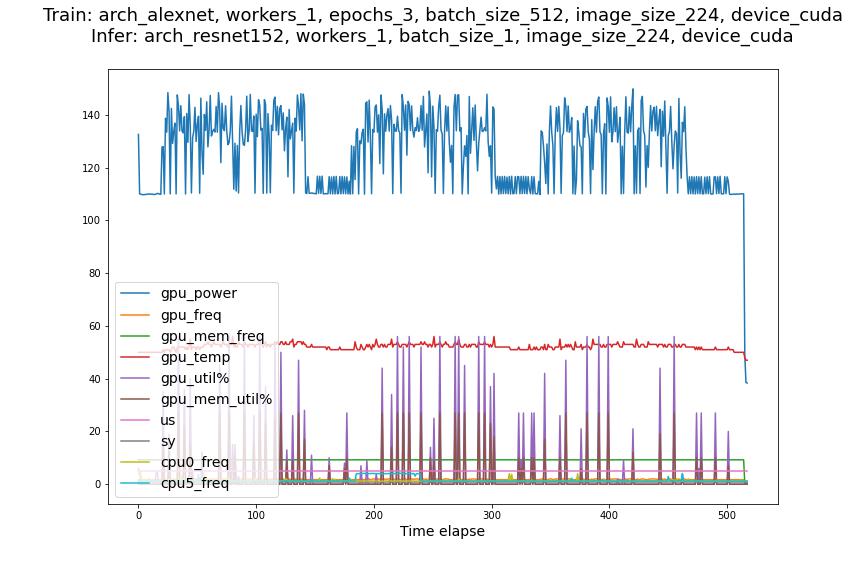 Train: arch_alexnet, workers_1, epochs_3, batch_size_512, image_size_224, device_cuda
Infer: arch_resnet152, workers_1, batch_size_1, image_size_224, device_cuda
140
120
100
80
60
40
20
0
gpu_power
gpu_freq
gpu_mem_freq
gpu_temp
gpu_util%
gpu_mem_util%
us
sy
cpu0_freq
cpu5_freq
0 100 200 300 400 500
Time elapse